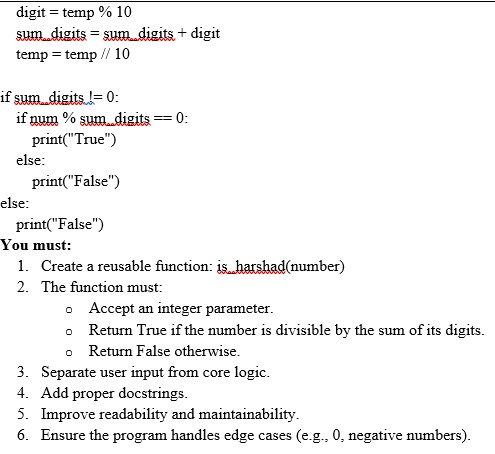 digit = temp % 10
sum_digits = sum_digits + digit
temp = temp // 10
if sum_digits != 0:
if num % sum_digits == 0:
print("True")
else:
print("False")
else:
print("False")
You must:
1. Create a reusable function: is_harshad(number)
2. The function must:
o Accept an integer parameter.
o Return True if the number is divisible by the sum of its digits.
o Return False otherwise.
3. Separate user input from core logic.
4. Add proper docstrings.
5. Improve readability and maintainability.
6. Ensure the program handles edge cases (e.g., 0, negative numbers).